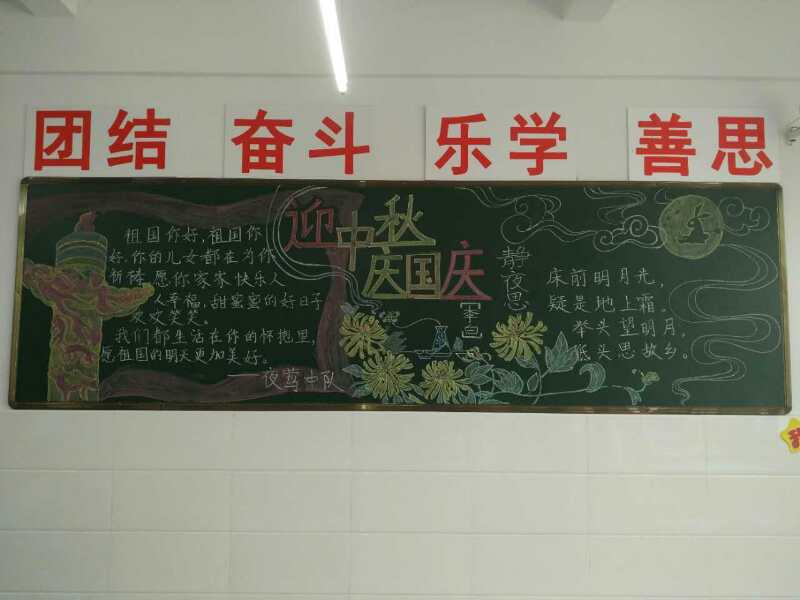 团结 奋斗 乐学 善思
祖国你好，祖国你
好，你的儿女都在为你
祈祷 愿你家家快乐人
人幸福，甜蜜蜜的好日子
欢欢笑笑。
我们都生活在你的怀抱里，
愿祖国的明天更加美好。
——夜莺中队
迎中秋
庆国庆
静夜思
李白
床前明月光，
疑是地上霜。
举头望明月，
低头思故乡。